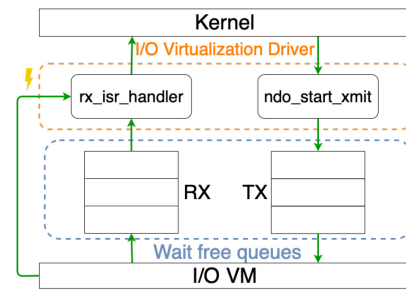 Kernel
I/O Virtualization Driver
rx_isr_handler
ndo_start_xmit
RX
TX
Wait free queues
I/O VM